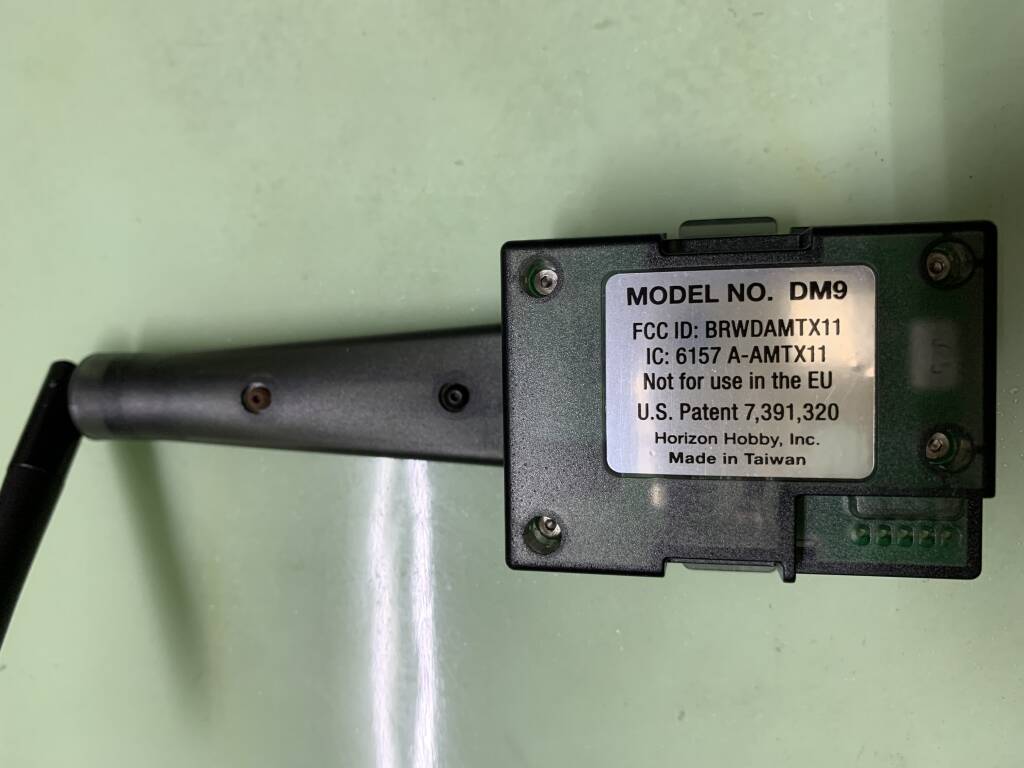 MODEL NO. DM9
FCC ID: BRWDAMTX11
IC: 6157 A-AMTX11
Not for use in the EU
U.S. Patent 7,391,320
Horizon Hobby, Inc.
Made in Taiwan